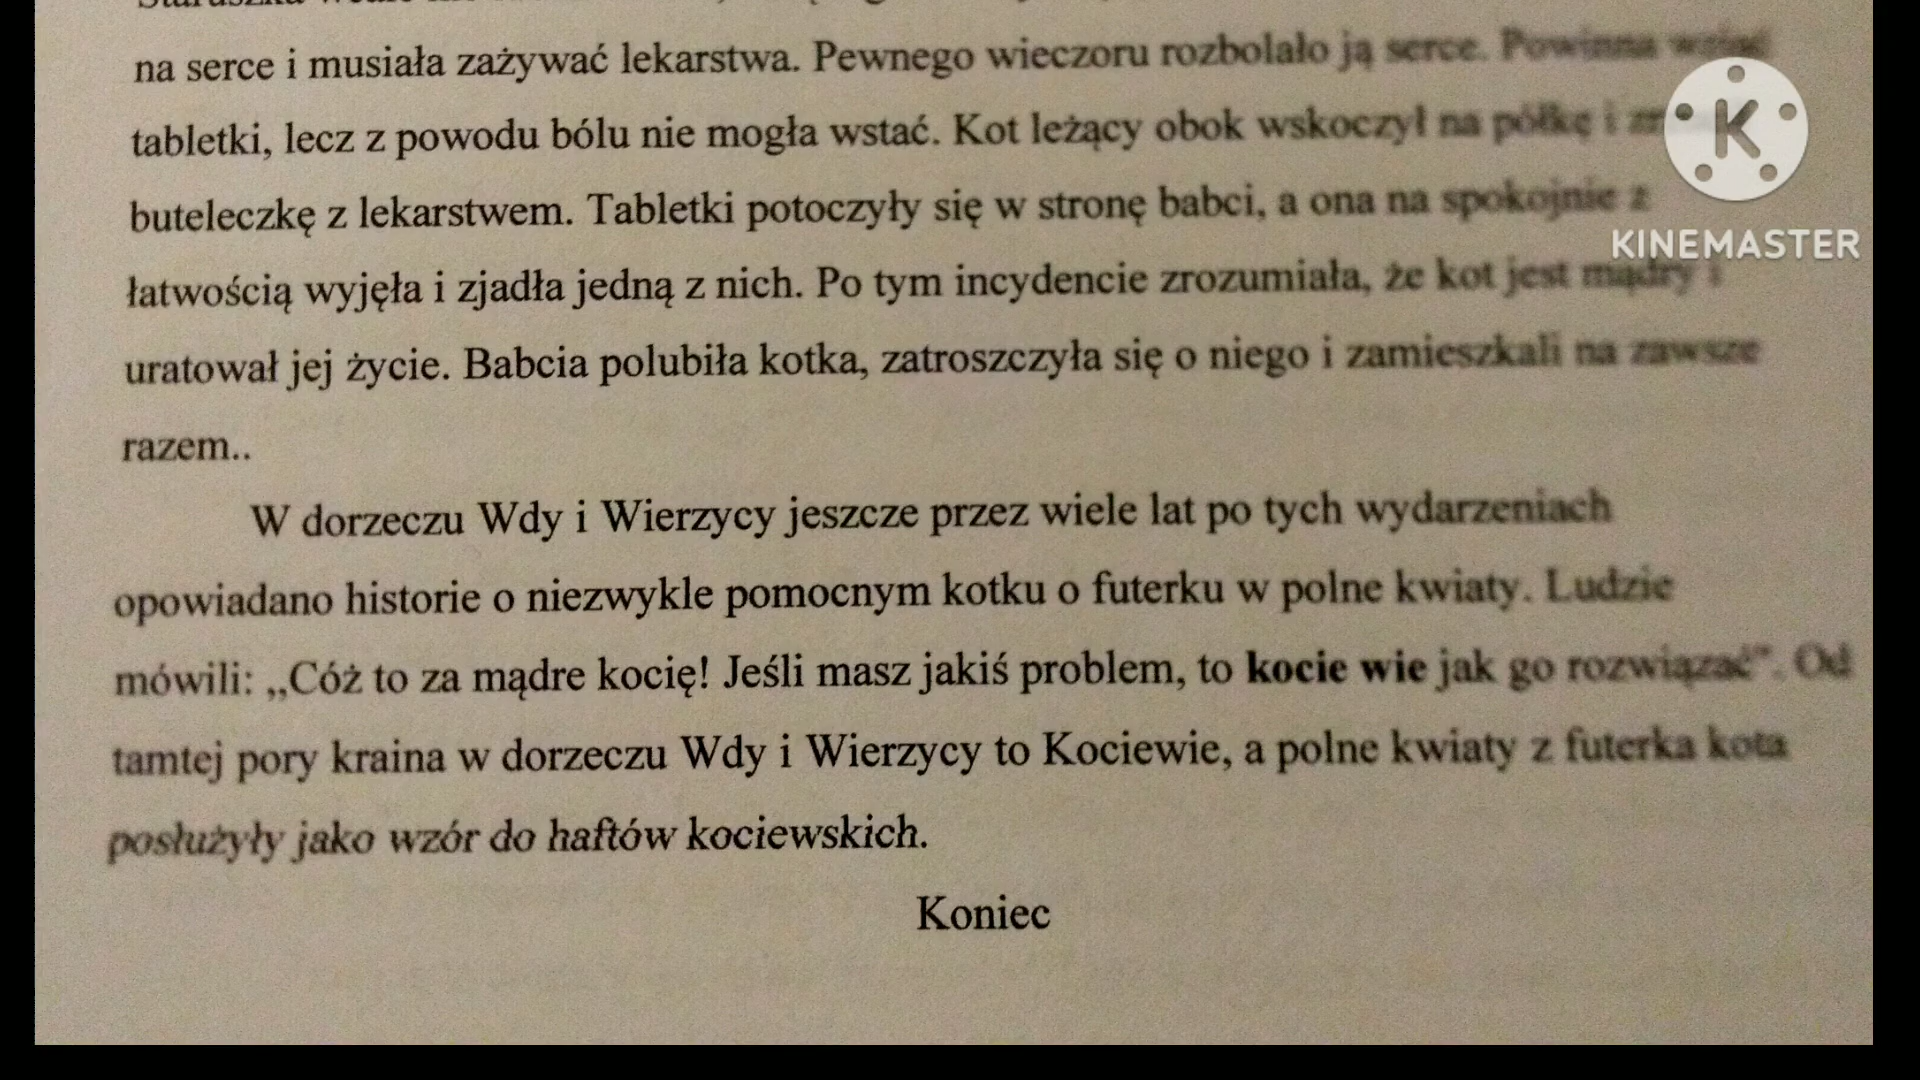 na serce i musiała zażywać lekarstwa. Pewnego wieczoru rozbolało ją serce. Powinna wziąć
tabletki, lecz z powodu bólu nie mogła wstać. Kot leżący obok wskoczył na półkę i
buteleczkę z lekarstwem. Tabletki potoczyły się w stronę babci, a ona na spokojnie z
łatwością wyjęła i zjadła jedną z nich. Po tym incydencie zrozumiała, że kot jest mądry i
uratował jej życie. Babcia polubiła kotka, zatroszczyła się o niego i zamieszkali na zawsze
razem..
W dorzeczu Wdy i Wierzycy jeszcze przez wiele lat po tych wydarzeniach
opowiadano historie o niezwykle pomocnym kotku o futerku w polne kwiaty. Ludzie
mówili: „Cóż to za mądre kocię! Jeśli masz jakiś problem, to kocie wie jak go rozwiązać”. Od
tamtej pory kraina w dorzeczu Wdy i Wierzycy to Kociewie, a polne kwiaty z futerka kota
posłużyły jako wzór do haftów kociewskich.
Koniec
K
KINEMASTER